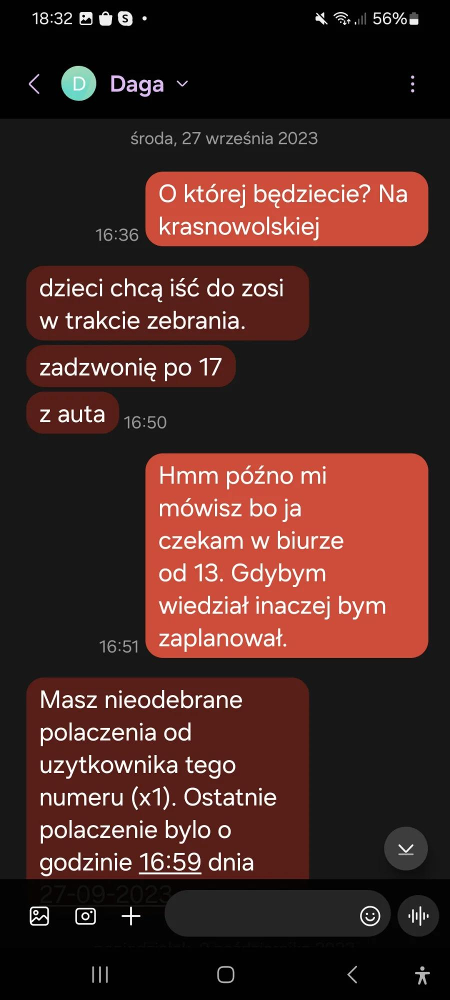 18:32
56%
D Daga
środa, 27 września 2023
O której będziecie? Na
krasnowolskiej
16:36
dzieci chcą iść do zosi
w trakcie zebrania.
zadzwonię po 17
z auta
16:50
Hmm późno mi
mówisz bo ja
czekam w biurze
od 13. Gdybym
wiedział inaczej bym
zaplanował.
16:51
Masz nieodebrane
polaczenia od
uzytkownika tego
numeru (x1). Ostatnie
polaczenie bylo o
godzinie 16:59 dnia
27-09-2023